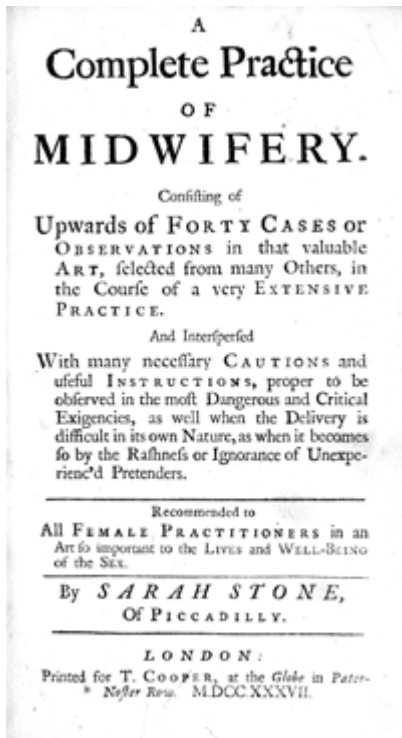 A
Complete Practice
OF
MIDWIFERY.
Conſiſting of
Upwards of FORTY CASES or
OBSERVATIONS in that valuable
ART, ſelected from many Others, in
the Courſe of a very EXTENSIVE
PRACTICE.
And Interſperſed
With many neceſſary CAUTIONS and
uſeful INSTRUCTIONS, proper to be
obſerved in the moſt Dangerous and Critical
Exigencies, as well when the Delivery is
difficult in its own Nature, as when it becomes
ſo by the Raſhneſs or Ignorance of Unexpe-
rienc'd Pretenders.
Recommended to
All FEMALE PRACTITIONERS in an
Art ſo important to the LIVES and WELL-BEING
of the SEX.
By SARAH STONE,
Of PICCADILLY.
LONDON:
Printed for T. COOPER, at the Globe in Pater-
* Noſter Row. M.DCC.XXXVII.